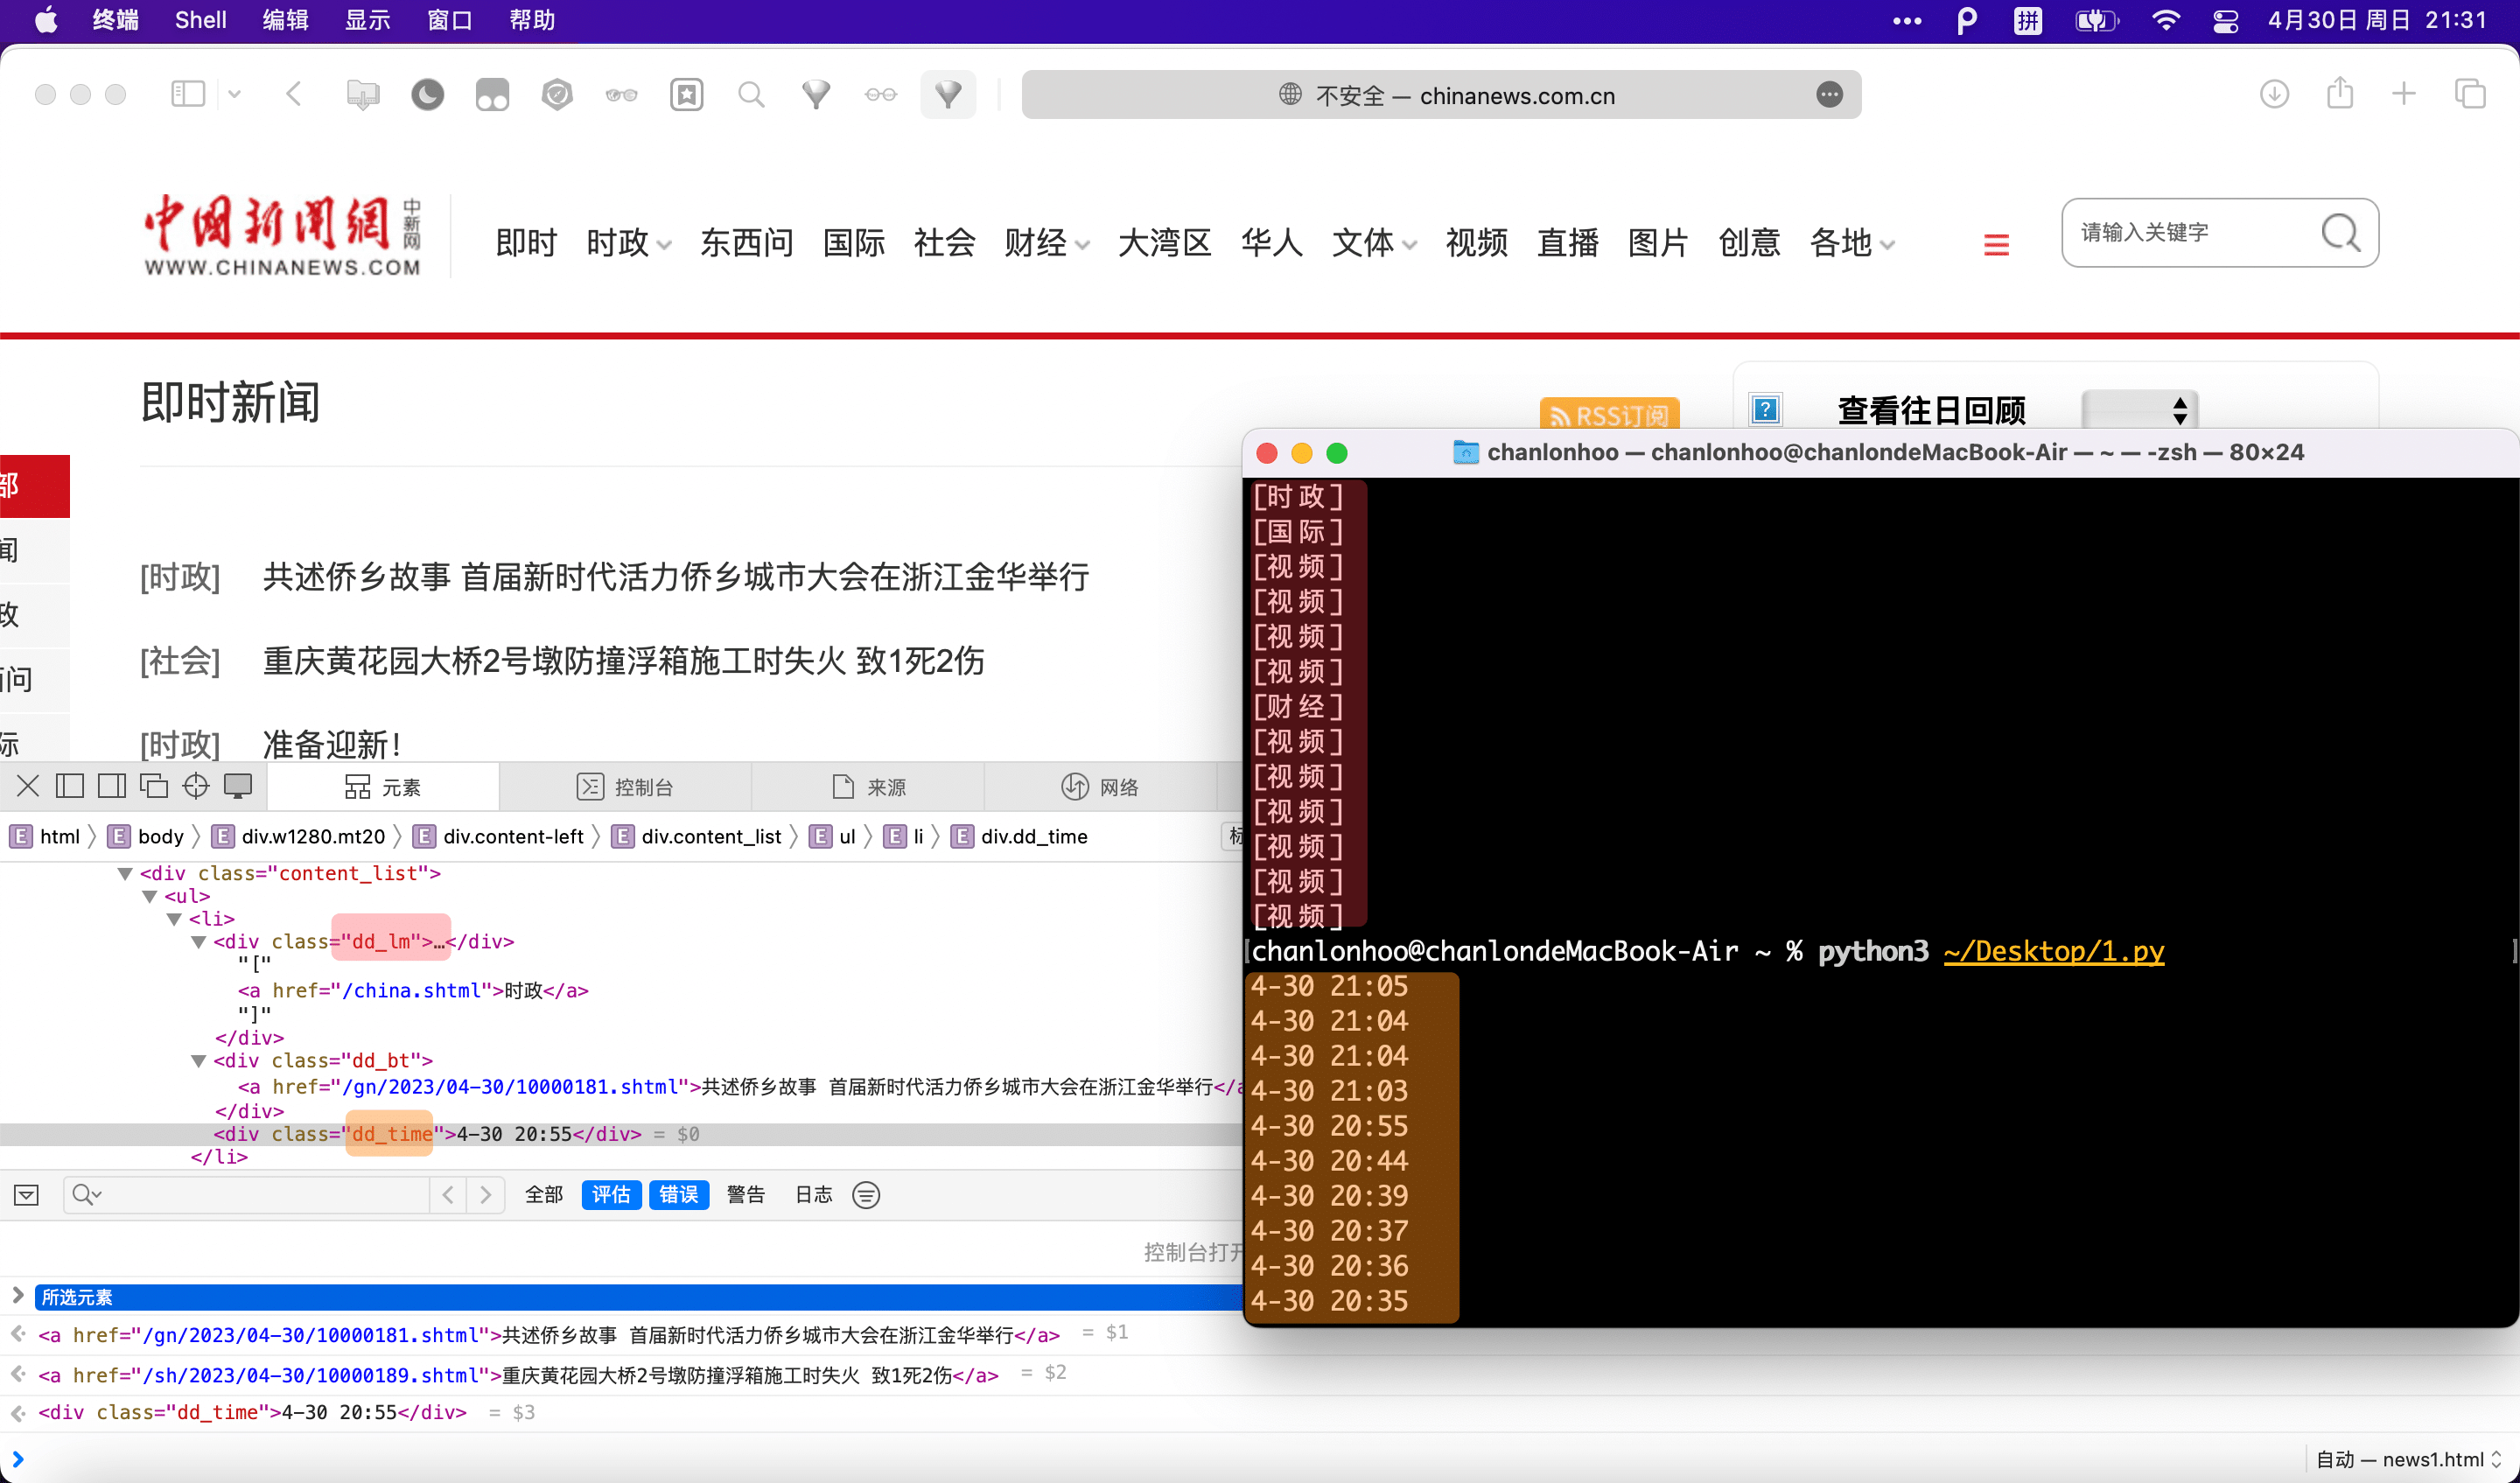 终端 Shell 编辑 显示 窗口 帮助
拼 4月30日 周日 21:31
不安全 — chinanews.com.cn
中國新聞網 中新网
WWW.CHINANEWS.COM
即时 时政 东西问 国际 社会 财经 大湾区 华人 文体 视频 直播 图片 创意 各地
请输入关键字
即时新闻
RSS订阅
查看往日回顾
部
闻
政
问
际
[时政] 共述侨乡故事 首届新时代活力侨乡城市大会在浙江金华举行
[社会] 重庆黄花园大桥2号墩防撞浮箱施工时失火 致1死2伤
[时政] 准备迎新！
元素 控制台 来源 网络
E html E body E div.w1280.mt20 E div.content-left E div.content_list E ul E li E div.dd_time
标
<div class="content_list">
<ul>
<li>
<div class="dd_lm">…</div>
"["
<a href="/china.shtml">时政</a>
"]"
</div>
<div class="dd_bt">
<a href="/gn/2023/04-30/10000181.shtml">共述侨乡故事 首届新时代活力侨乡城市大会在浙江金华举行</a
</div>
<div class="dd_time">4-30 20:55</div> = $0
</li>
全部 评估 错误 警告 日志
控制台打开
所选元素
<a href="/gn/2023/04-30/10000181.shtml">共述侨乡故事 首届新时代活力侨乡城市大会在浙江金华举行</a> = $1
<a href="/sh/2023/04-30/10000189.shtml">重庆黄花园大桥2号墩防撞浮箱施工时失火 致1死2伤</a> = $2
<div class="dd_time">4-30 20:55</div> = $3
自动 — news1.html
chanlonhoo — chanlonhoo@chanlondeMacBook-Air — ~ — -zsh — 80×24
[时政]
[国际]
[视频]
[视频]
[视频]
[视频]
[财经]
[视频]
[视频]
[视频]
[视频]
[视频]
[视频]
[chanlonhoo@chanlondeMacBook-Air ~ % python3 ~/Desktop/1.py ]
4-30 21:05
4-30 21:04
4-30 21:04
4-30 21:03
4-30 20:55
4-30 20:44
4-30 20:39
4-30 20:37
4-30 20:36
4-30 20:35